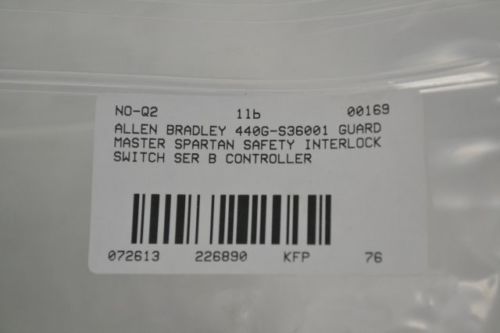 NO-Q2 11b 00169
ALLEN BRADLEY 440G-S36001 GUARD
MASTER SPARTAN SAFETY INTERLOCK
SWITCH SER B CONTROLLER
072613 226890 KFP 76